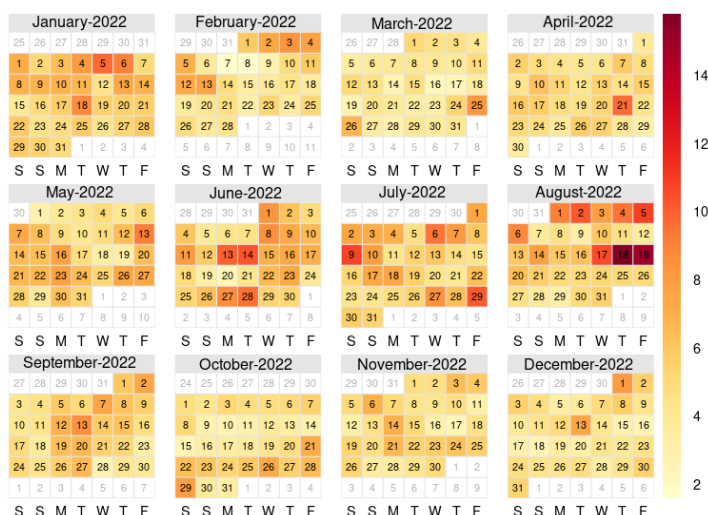 January-2022
25 26 27 28 29 30 31
1 2 3 4 5 6 7
8 9 10 11 12 13 14
15 16 17 18 19 20 21
22 23 24 25 26 27 28
29 30 31 1 2 3 4
S S M T W T F
February-2022
29 30 31 1 2 3 4
5 6 7 8 9 10 11
12 13 14 15 16 17 18
19 20 21 22 23 24 25
26 27 28 1 2 3 4
5 6 7 8 9 10 11
S S M T W T F
March-2022
26 27 28 1 2 3 4
5 6 7 8 9 10 11
12 13 14 15 16 17 18
19 20 21 22 23 24 25
26 27 28 29 30 31 1
2 3 4 5 6 7 8
S S M T W T F
April-2022
26 27 28 29 30 31 1
2 3 4 5 6 7 8
9 10 11 12 13 14 15
16 17 18 19 20 21 22
23 24 25 26 27 28 29
30 1 2 3 4 5 6
S S M T W T F
May-2022
30 1 2 3 4 5 6
7 8 9 10 11 12 13
14 15 16 17 18 19 20
21 22 23 24 25 26 27
28 29 30 31 1 2 3
4 5 6 7 8 9 10
S S M T W T F
June-2022
28 29 30 31 1 2 3
4 5 6 7 8 9 10
11 12 13 14 15 16 17
18 19 20 21 22 23 24
25 26 27 28 29 30 1
2 3 4 5 6 7 8
S S M T W T F
July-2022
25 26 27 28 29 30 1
2 3 4 5 6 7 8
9 10 11 12 13 14 15
16 17 18 19 20 21 22
23 24 25 26 27 28 29
30 31 1 2 3 4 5
S S M T W T F
August-2022
30 31 1 2 3 4 5
6 7 8 9 10 11 12
13 14 15 16 17 18 19
20 21 22 23 24 25 26
27 28 29 30 31 1 2
3 4 5 6 7 8 9
S S M T W T F
September-2022
27 28 29 30 31 1 2
3 4 5 6 7 8 9
10 11 12 13 14 15 16
17 18 19 20 21 22 23
24 25 26 27 28 29 30
1 2 3 4 5 6 7
S S M T W T F
October-2022
24 25 26 27 28 29 30
1 2 3 4 5 6 7
8 9 10 11 12 13 14
15 16 17 18 19 20 21
22 23 24 25 26 27 28
29 30 31 1 2 3 4
S S M T W T F
November-2022
29 30 31 1 2 3 4
5 6 7 8 9 10 11
12 13 14 15 16 17 18
19 20 21 22 23 24 25
26 27 28 29 30 1 2
3 4 5 6 7 8 9
S S M T W T F
December-2022
26 27 28 29 30 1 2
3 4 5 6 7 8 9
10 11 12 13 14 15 16
17 18 19 20 21 22 23
24 25 26 27 28 29 30
31 1 2 3 4 5 6
S S M T W T F
14
12
10
8
6
4
2